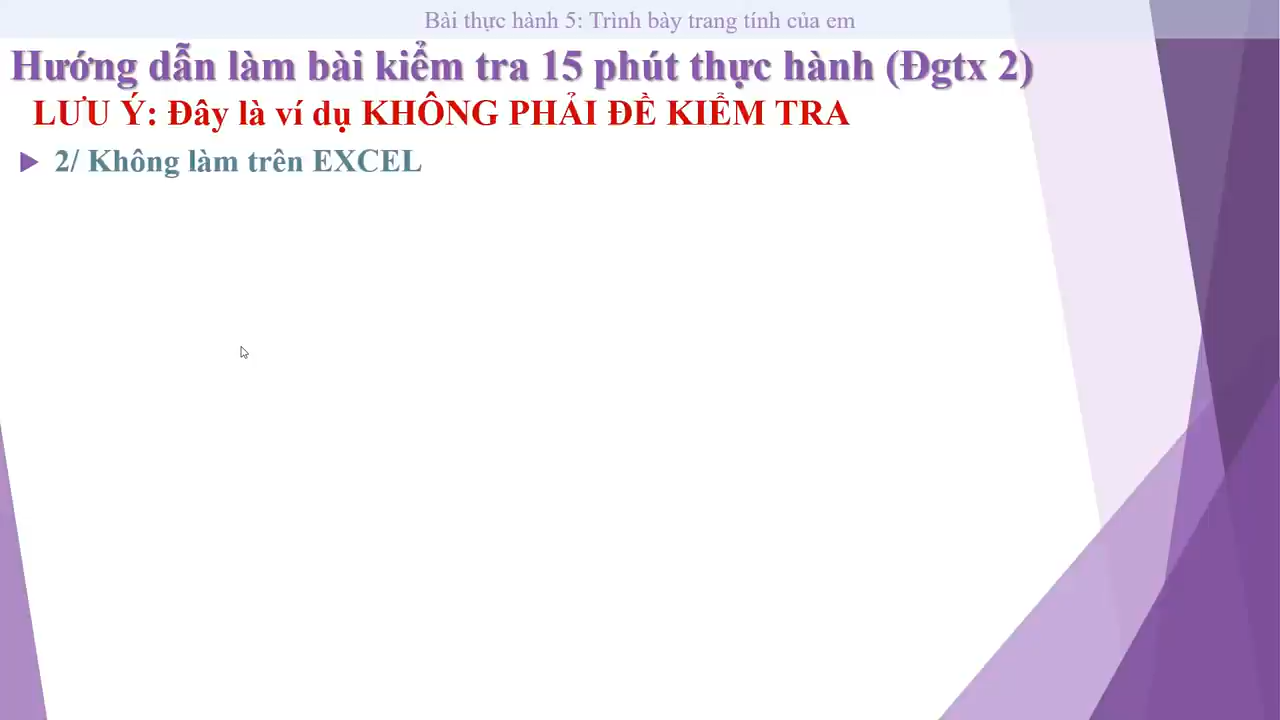 Bài thực hành 5: Trình bày trang tính của em
Hướng dẫn làm bài kiểm tra 15 phút thực hành (Đgtx 2)
LƯU Ý: Đây là ví dụ KHÔNG PHẢI ĐỀ KIỂM TRA
2/ Không làm trên EXCEL